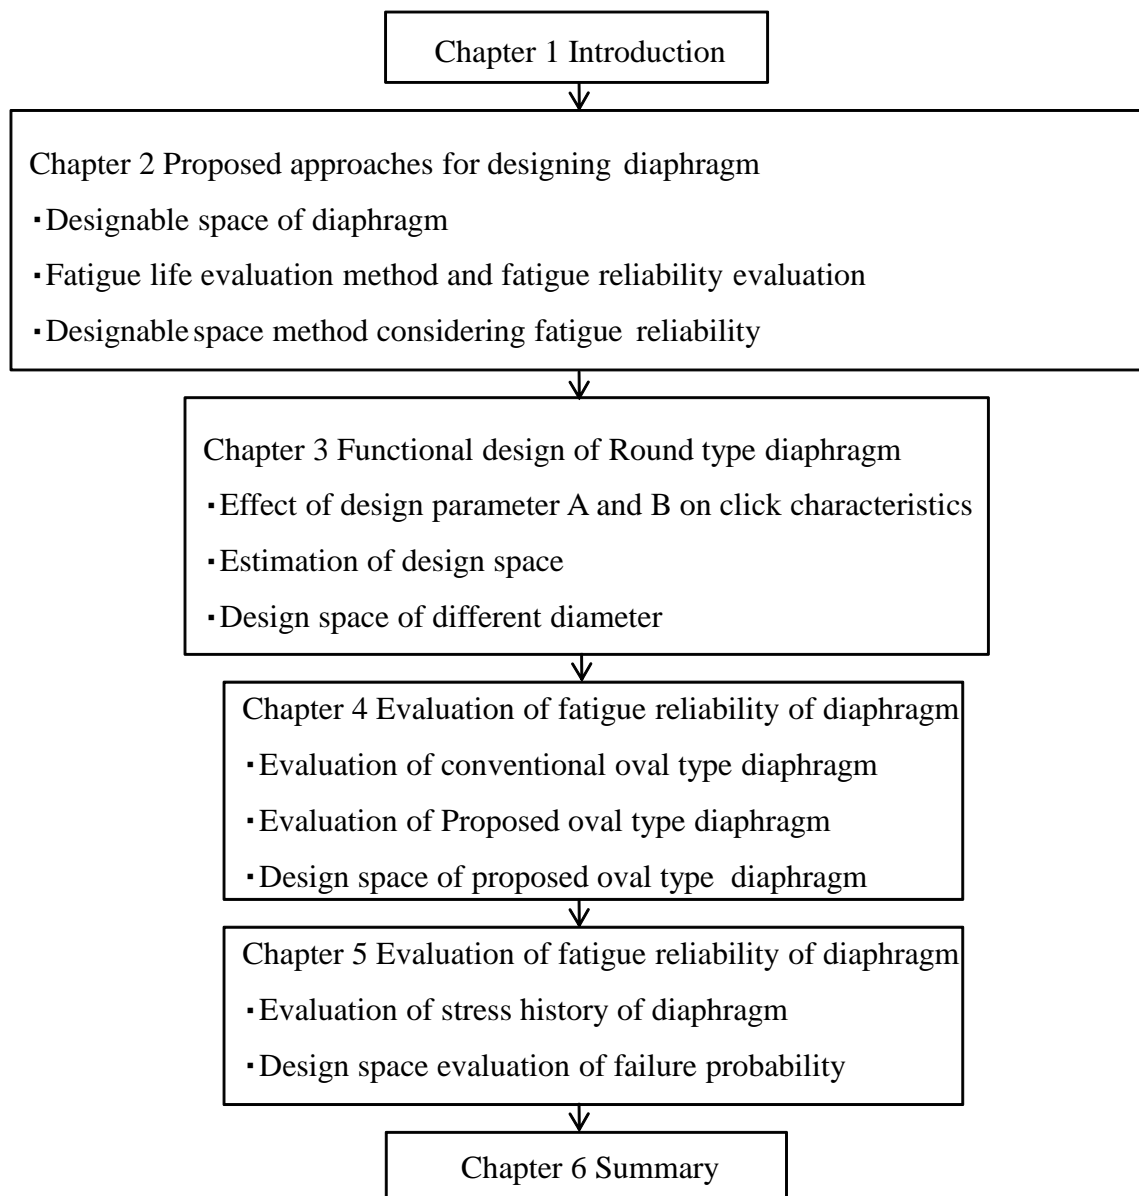 Chapter 1 Introduction
Chapter 2 Proposed approaches for designing diaphragm
▪Designable space of diaphragm
▪Fatigue life evaluation method and fatigue reliability evaluation
▪Designable space method considering fatigue reliability
Chapter 3 Functional design of Round type diaphragm
▪Effect of design parameter A and B on click characteristics
▪Estimation of design space
▪Design space of different diameter
Chapter 4 Evaluation of fatigue reliability of diaphragm
▪Evaluation of conventional oval type diaphragm
▪Evaluation of Proposed oval type diaphragm
▪Design space of proposed oval type diaphragm
Chapter 5 Evaluation of fatigue reliability of diaphragm
▪Evaluation of stress history of diaphragm
▪Design space evaluation of failure probability
Chapter 6 Summary